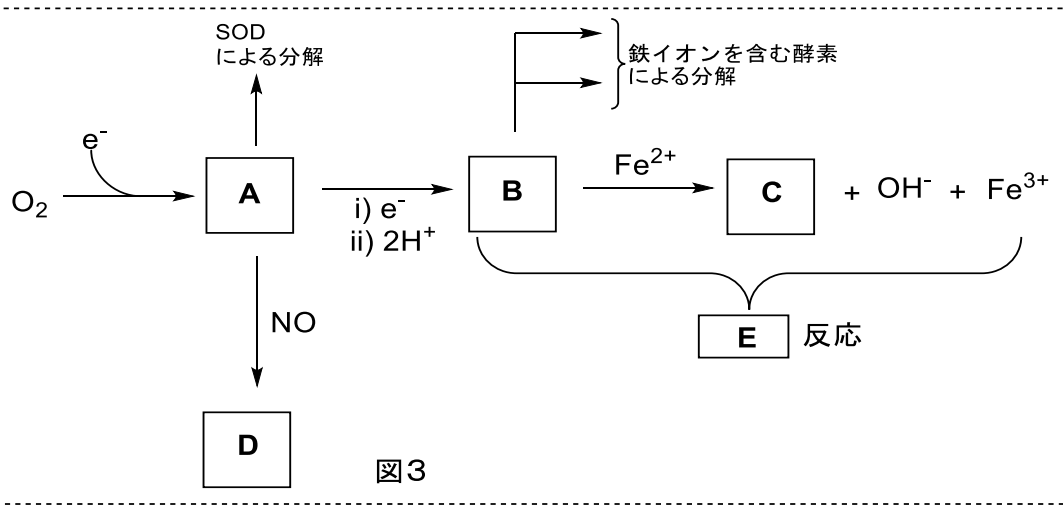 SOD
による分解
鉄イオンを含む酵素
による分解
e⁻
O₂
A
i) e⁻
ii) 2H⁺
B
Fe²⁺
C
+ OH⁻ + Fe³⁺
NO
E 反応
D
図3